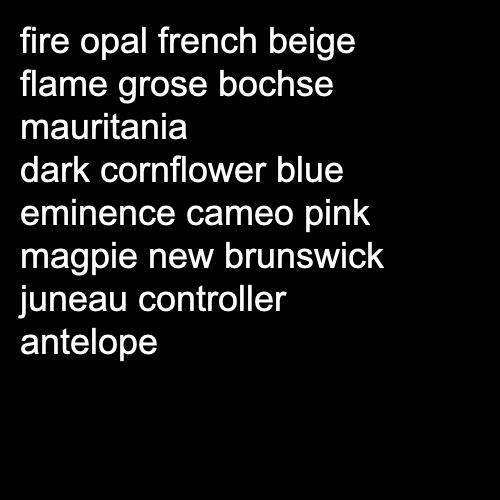 fire opal french beige
flame grose bochse
mauritania
dark cornflower blue
eminence cameo pink
magpie new brunswick
juneau controller
antelope